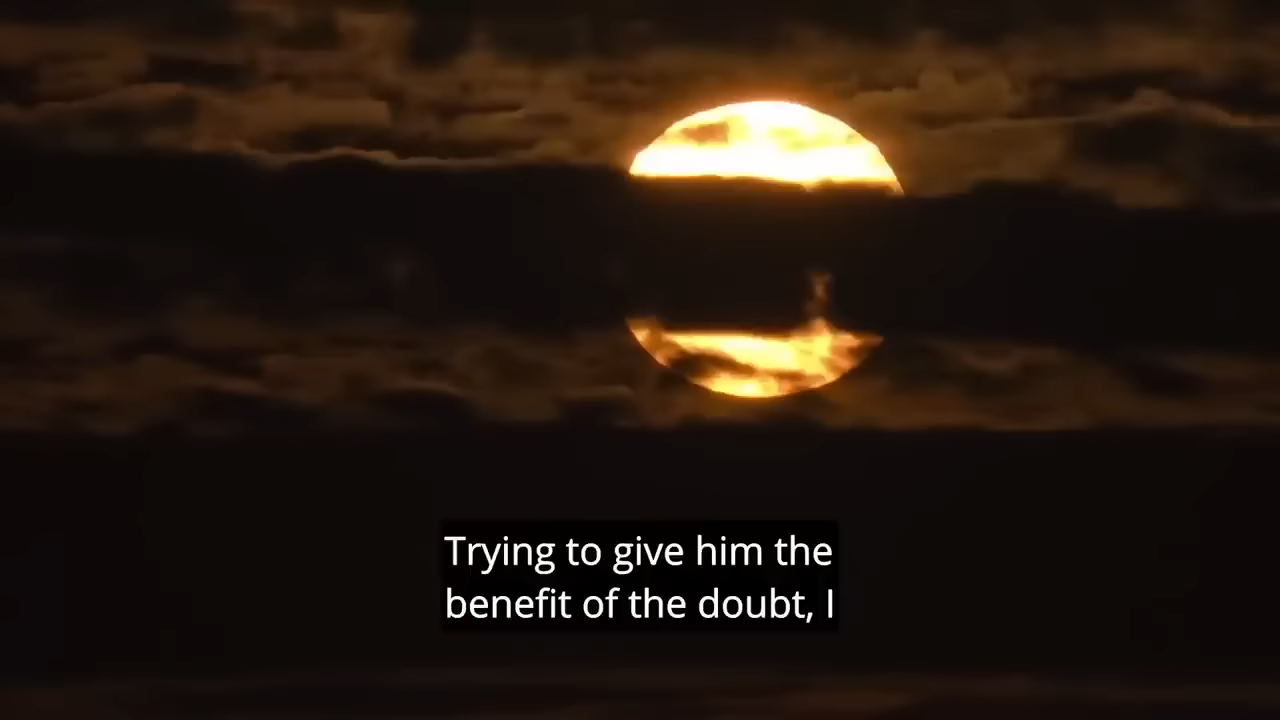 Trying to give him the
benefit of the doubt, I